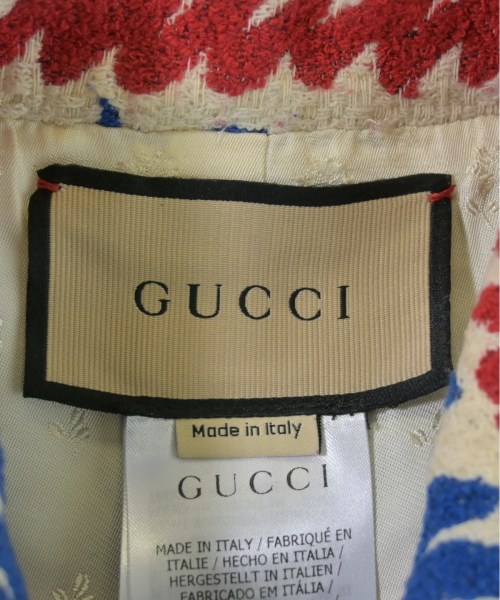 GUCCI
Made in Italy
GUCCI
MADE IN ITALY / FABRIQUÉ EN
ITALIE / HECHO EN ITALIA /
HERGESTELLT IN ITALIEN /
FABRICADO EM ITÁLIA /